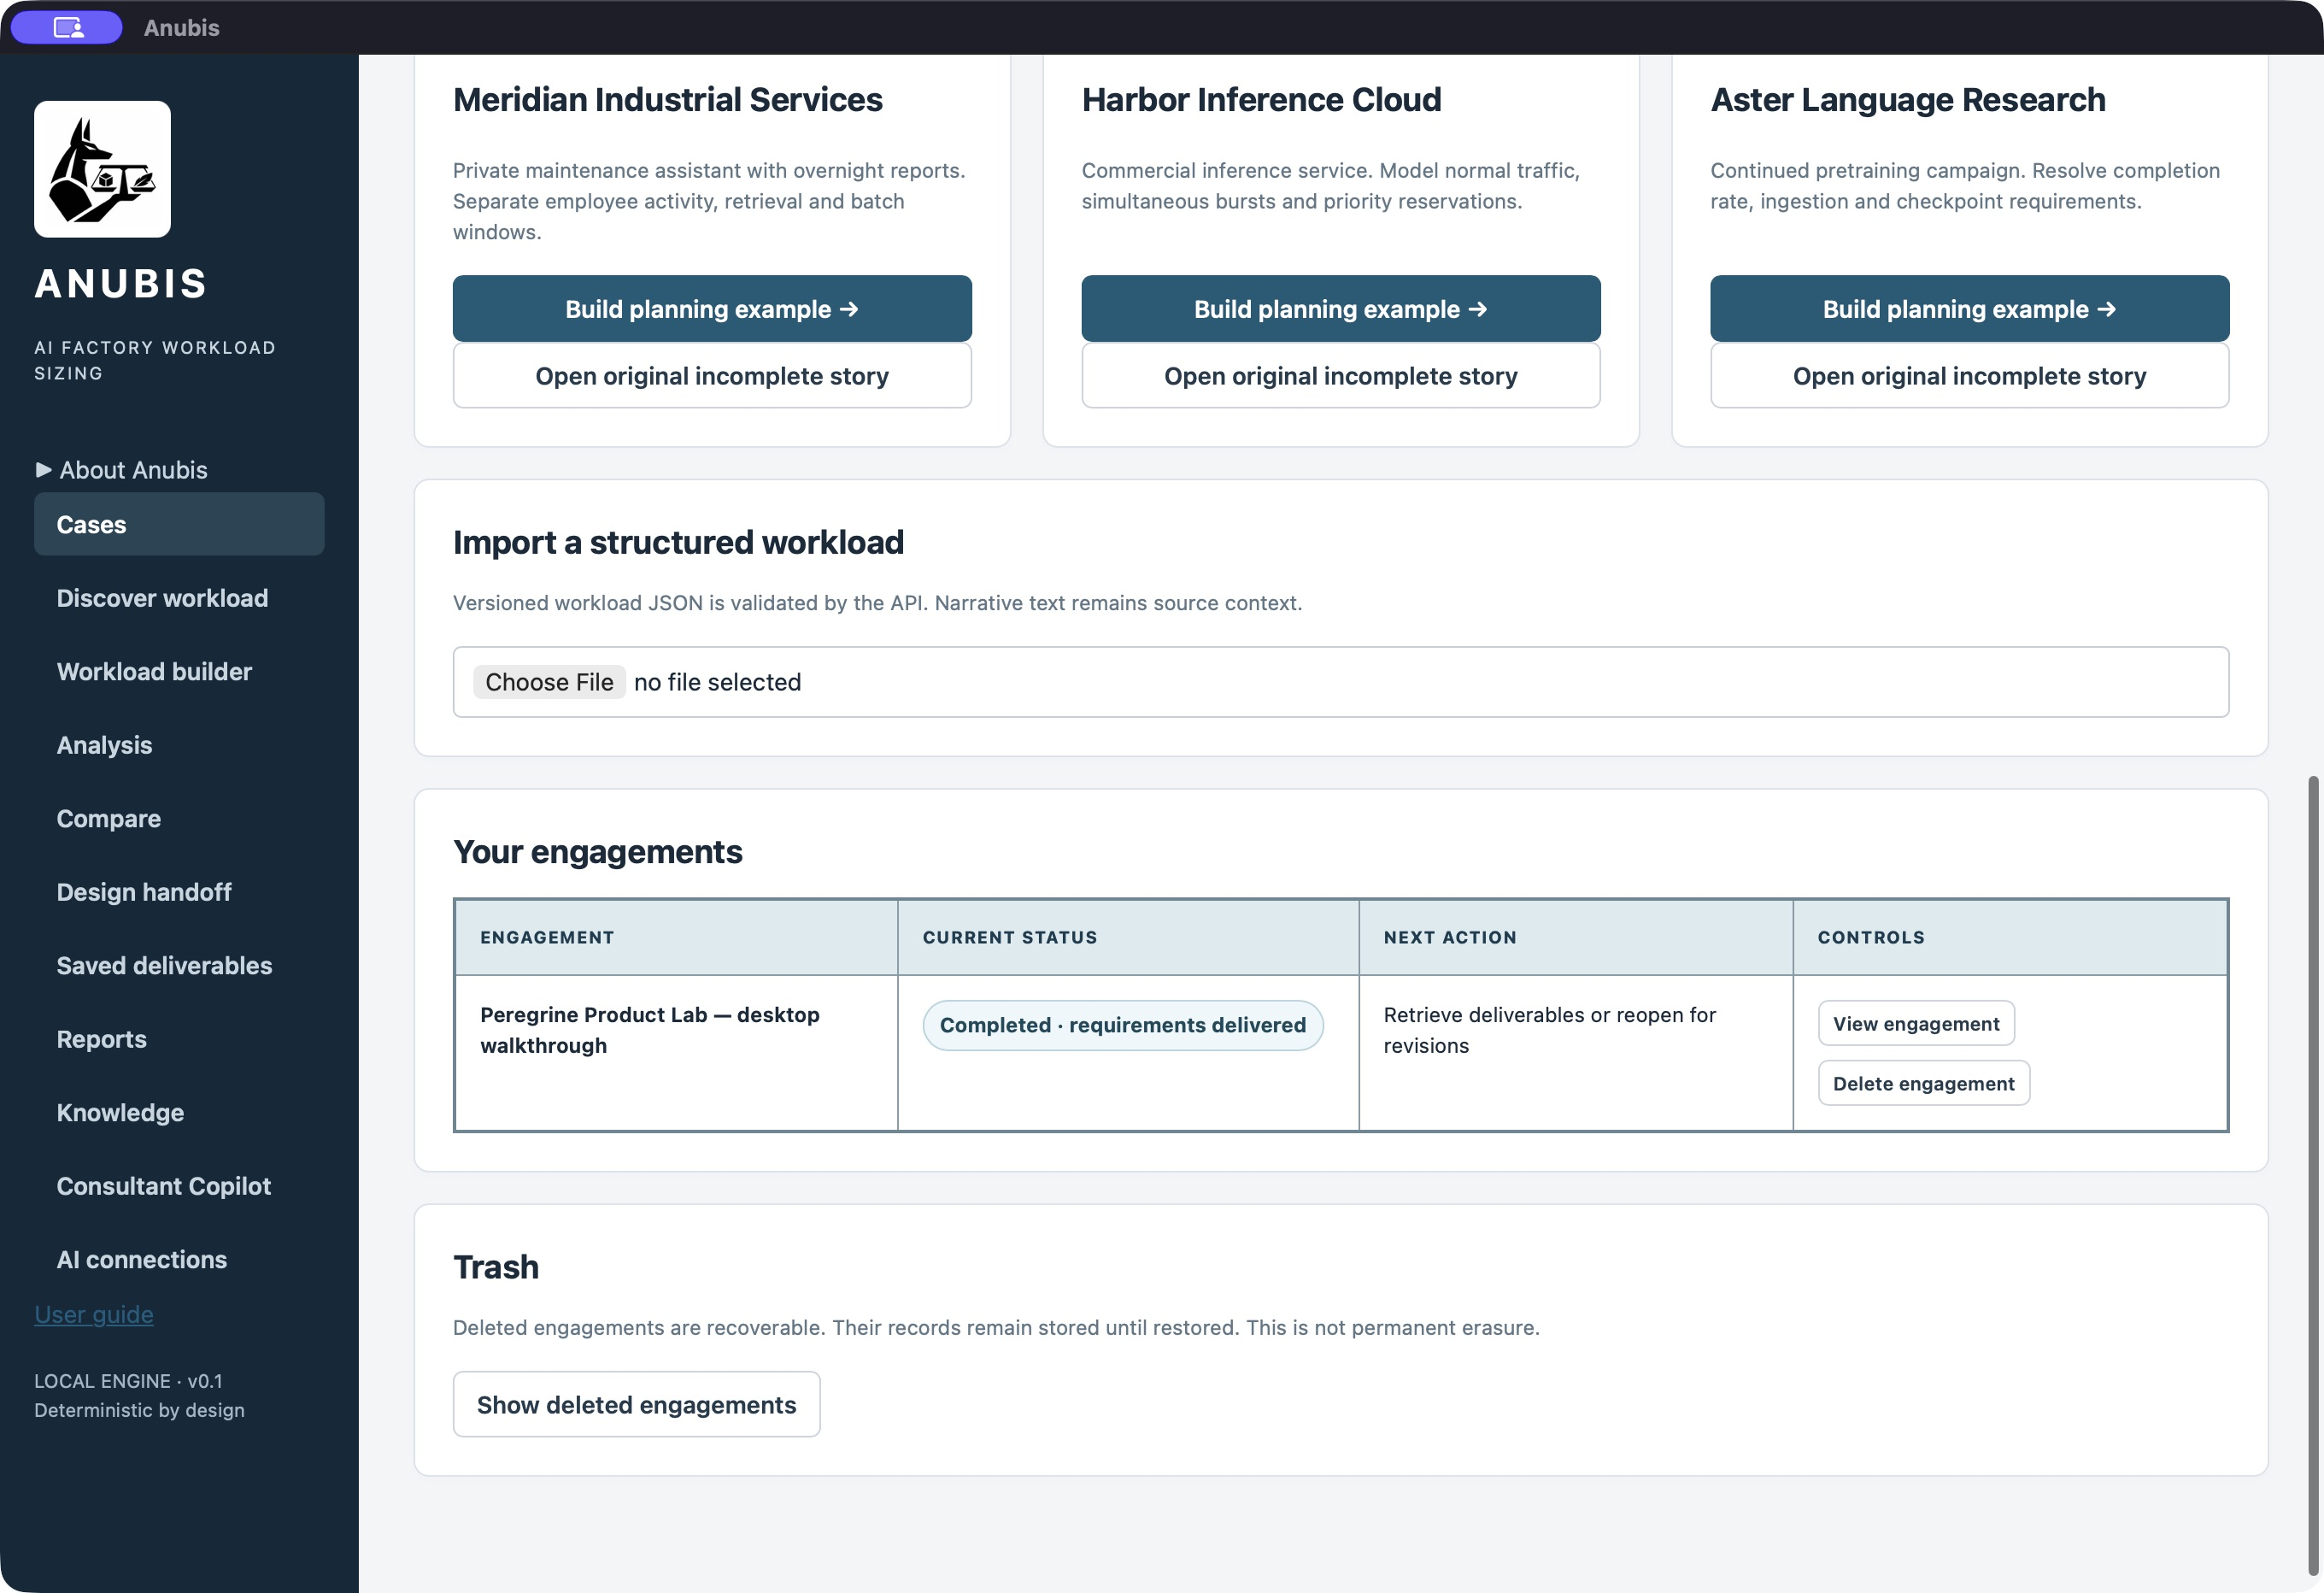 Anubis
ANUBIS
AI FACTORY WORKLOAD
SIZING
► About Anubis
Cases
Discover workload
Workload builder
Analysis
Compare
Design handoff
Saved deliverables
Reports
Knowledge
Consultant Copilot
AI connections
User guide
LOCAL ENGINE · v0.1
Deterministic by design
Meridian Industrial Services
Private maintenance assistant with overnight reports.
Separate employee activity, retrieval and batch
windows.
Build planning example →
Open original incomplete story
Harbor Inference Cloud
Commercial inference service. Model normal traffic,
simultaneous bursts and priority reservations.
Build planning example →
Open original incomplete story
Aster Language Research
Continued pretraining campaign. Resolve completion
rate, ingestion and checkpoint requirements.
Build planning example →
Open original incomplete story
Import a structured workload
Versioned workload JSON is validated by the API. Narrative text remains source context.
Choose File no file selected
Your engagements
ENGAGEMENT CURRENT STATUS NEXT ACTION CONTROLS
Peregrine Product Lab — desktop
walkthrough
Completed · requirements delivered
Retrieve deliverables or reopen for
revisions
View engagement
Delete engagement
Trash
Deleted engagements are recoverable. Their records remain stored until restored. This is not permanent erasure.
Show deleted engagements